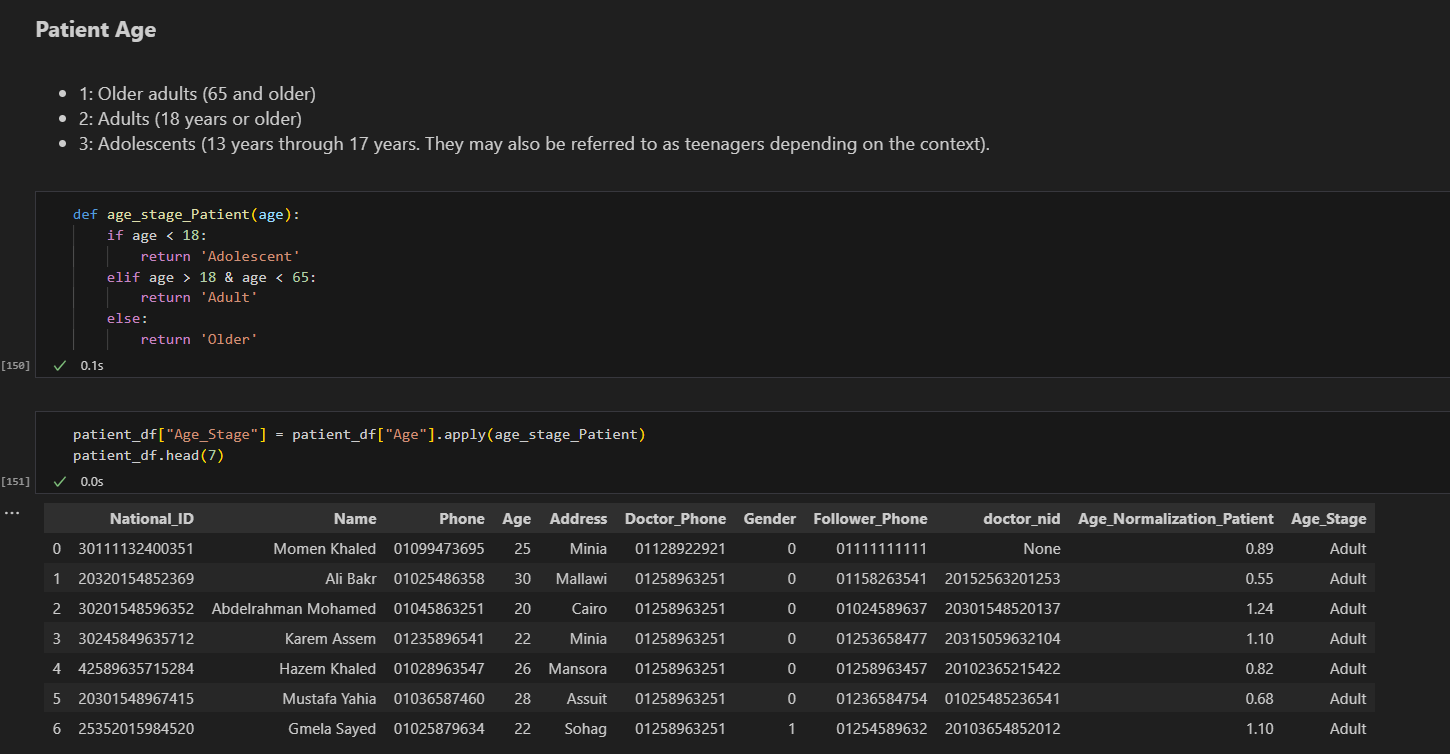 Patient Age
• 1: Older adults (65 and older)
• 2: Adults (18 years or older)
• 3: Adolescents (13 years through 17 years. They may also be referred to as teenagers depending on the context).
def age_stage_Patient(age):
    if age < 18:
        return 'Adolescent'
    elif age > 18 & age < 65:
        return 'Adult'
    else:
        return 'Older'
[150] ✓ 0.1s
patient_df["Age_Stage"] = patient_df["Age"].apply(age_stage_Patient)
patient_df.head(7)
[151] ✓ 0.0s
... National_ID Name Phone Age Address Doctor_Phone Gender Follower_Phone doctor_nid Age_Normalization_Patient Age_Stage
0 30111132400351 Momen Khaled 01099473695 25 Minia 01128922921 0 01111111111 None 0.89 Adult
1 20320154852369 Ali Bakr 01025486358 30 Mallawi 01258963251 0 01158263541 20152563201253 0.55 Adult
2 30201548596352 Abdelrahman Mohamed 01045863251 20 Cairo 01258963251 0 01024589637 20301548520137 1.24 Adult
3 30245849635712 Karem Assem 01235896541 22 Minia 01258963251 0 01253658477 20315059632104 1.10 Adult
4 42589635715284 Hazem Khaled 01028963547 26 Mansora 01258963251 0 01258963457 20102365215422 0.82 Adult
5 20301548967415 Mustafa Yahia 01036587460 28 Assuit 01258963251 0 01236584754 01025485236541 0.68 Adult
6 25352015984520 Gmela Sayed 01025879634 22 Sohag 01258963251 1 01254589632 20103654852012 1.10 Adult